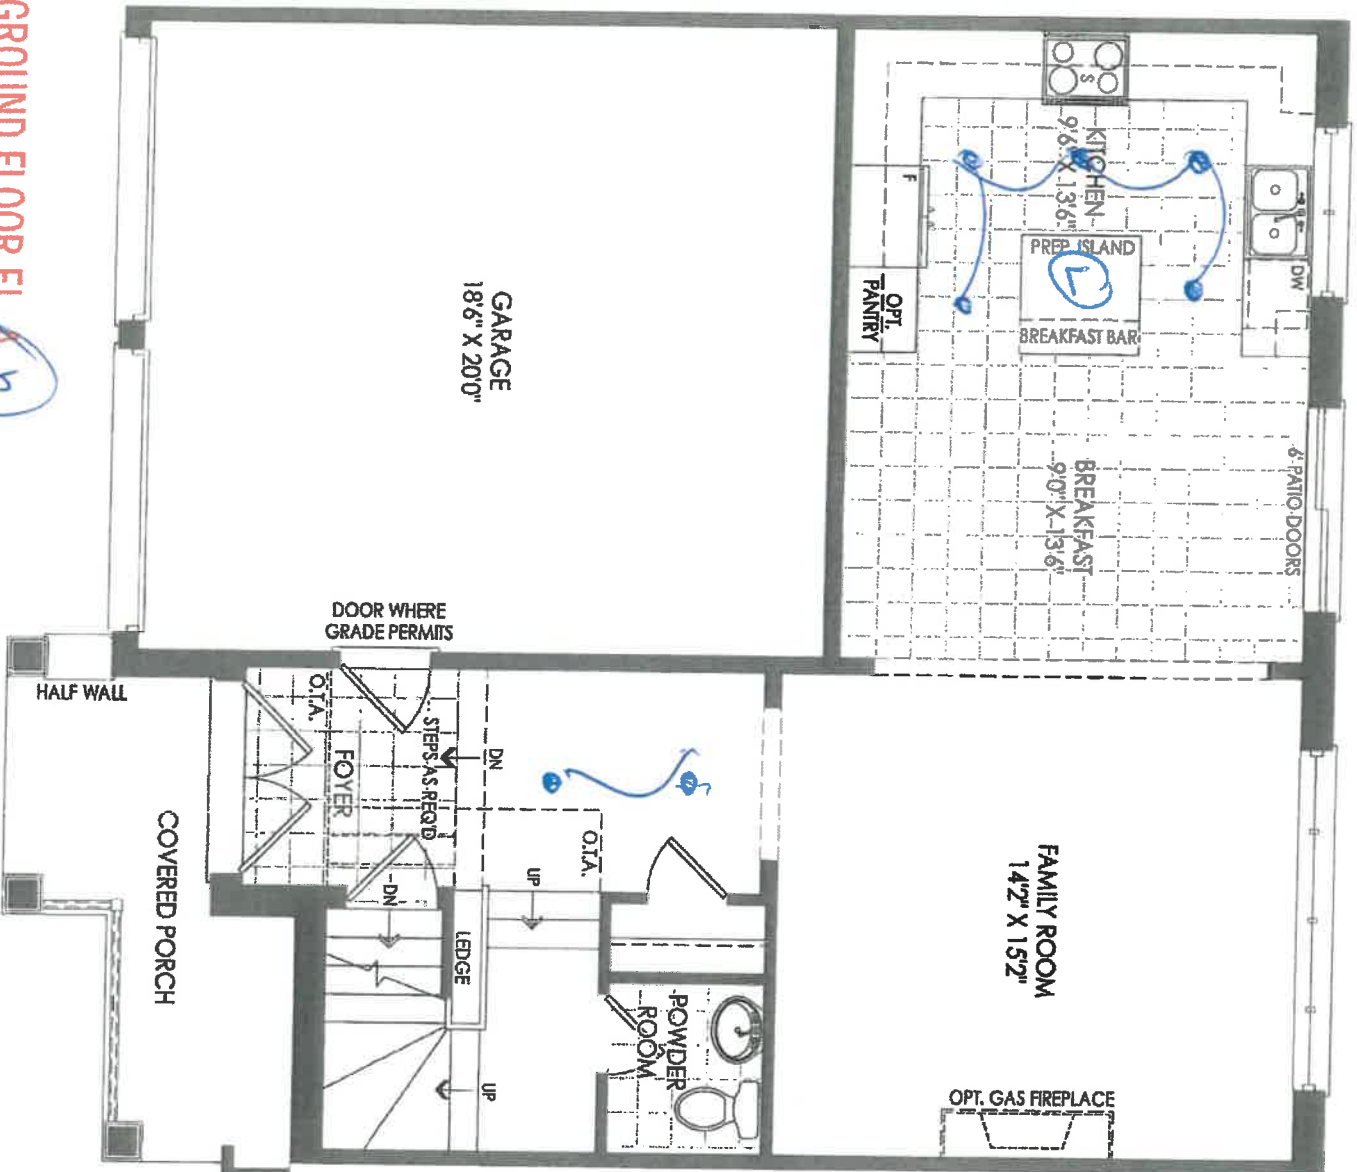 GROUND FLOOR EL
KITCHEN
9'6" X 13'6"
S
F
PREP ISLAND
L
BREAKFAST BAR
OPT.
PANTRY
DW
6' PATIO DOORS
BREAKFAST
9'0" X 13'6"
GARAGE
18'6" X 20'0"
DOOR WHERE
GRADE PERMITS
HALF WALL
O.T.A.
FOYER
STEPS AS REQ'D
DN
O.T.A.
UP
DN
LEDGE
COVERED PORCH
UP
POWDER
ROOM
FAMILY ROOM
14'2" X 15'2"
OPT. GAS FIREPLACE